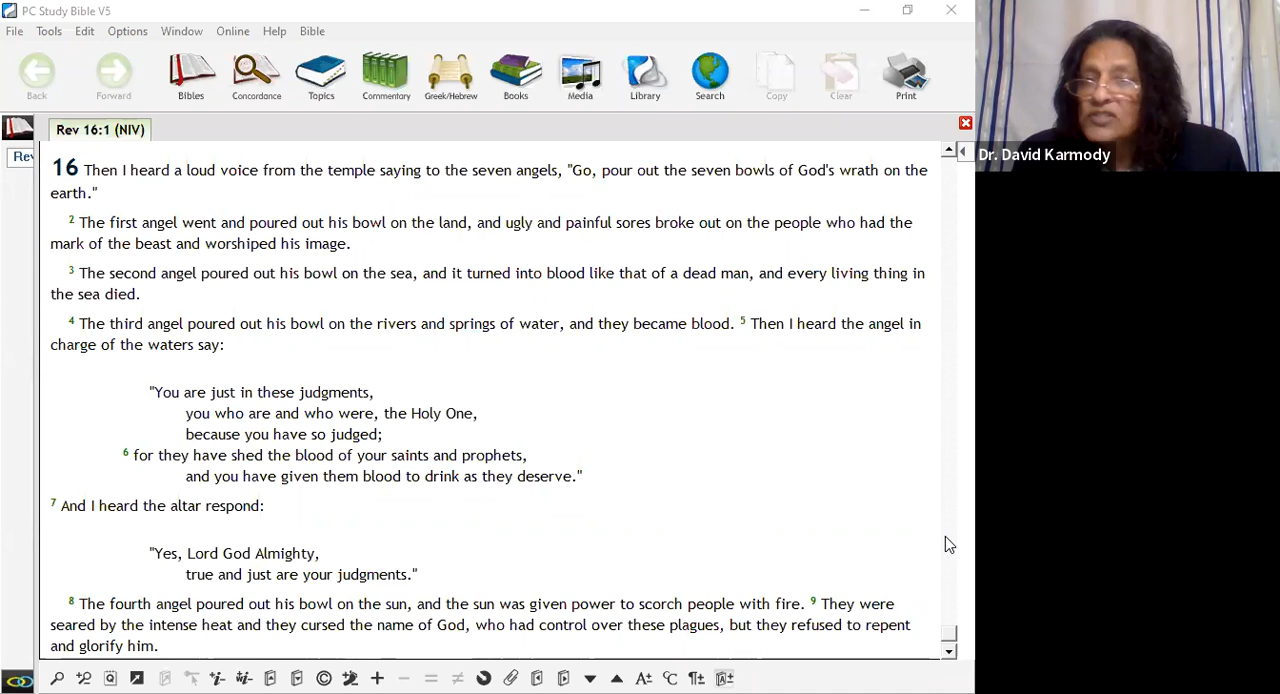 PC Study Bible V5
File Tools Edit Options Window Online Help Bible
Back Forward Bibles Concordance Topics Commentary Greek/Hebrew Books Media Library Search Copy Clear Print
Rev 16:1 (NIV)
Rev
Dr. David Karmody
16 Then I heard a loud voice from the temple saying to the seven angels, "Go, pour out the seven bowls of God's wrath on the
earth."
2 The first angel went and poured out his bowl on the land, and ugly and painful sores broke out on the people who had the
mark of the beast and worshiped his image.
3 The second angel poured out his bowl on the sea, and it turned into blood like that of a dead man, and every living thing in
the sea died.
4 The third angel poured out his bowl on the rivers and springs of water, and they became blood. 5 Then I heard the angel in
charge of the waters say:
"You are just in these judgments,
you who are and who were, the Holy One,
because you have so judged;
6 for they have shed the blood of your saints and prophets,
and you have given them blood to drink as they deserve."
7 And I heard the altar respond:
"Yes, Lord God Almighty,
true and just are your judgments."
8 The fourth angel poured out his bowl on the sun, and the sun was given power to scorch people with fire. 9 They were
seared by the intense heat and they cursed the name of God, who had control over these plagues, but they refused to repent
and glorify him.